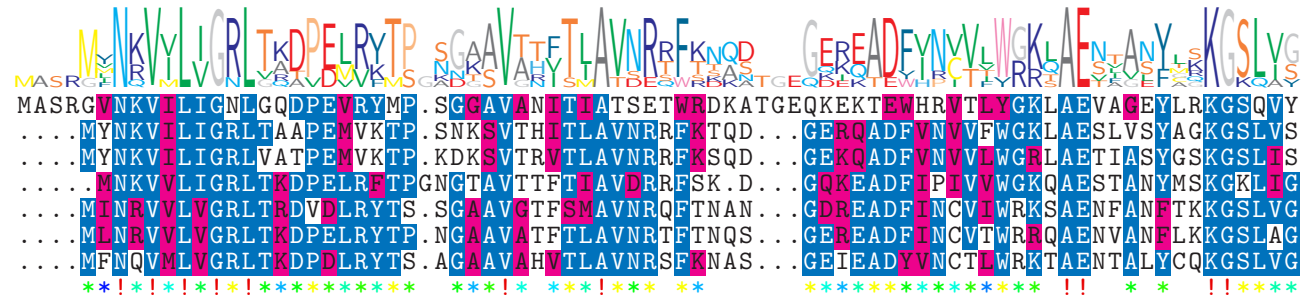 MASRGVNKVILIGNLGQDPEVRYMP.SGGAVANITIATSETWRDKATGEQKEKTEWHRVTLYGKLAEVAGEYLRKGSQVY
....MYNKVILIGRLTAAPEMVKTP.SNKSVTHITLAVNRRFKTQD...GERQADFVNVVFWGKLAESLVSYAGKGSLVS
....MYNKVILIGRLVATPEMVKTP.KDKSVTRVTLAVNRRFKSQD...GEKQADFVNVVLWGRLAETIASYGSKGSLIS
.....MNKVVLIGRLTKDPELRFTPGNGTAVTTFTIAVDRRFSK.D...GQKEADFIPIVVWGKQAESTANYMSKGKLIG
....MINRVVLVGRLTRDVDLRYTS.SGAAVGTFSMAVNRQFTNAN...GDREADFINCVIWRKSAENFANFTKKGSLVG
....MLNRVVLVGRLTKDPELRYTP.NGAAVATFTLAVNRTFTNQS...GEREADFINCVTWRRQAENVANFLKKGSLAG
....MFNQVMLVGRLTKDPDLRYTS.AGAAVAHVTLAVNRSFKNAS...GEIEADYVNCTLWRKTAENTALYCQKGSLVG
**!*!*!*!*!********** ***!* ***!**** ** ****************!! * * !!****